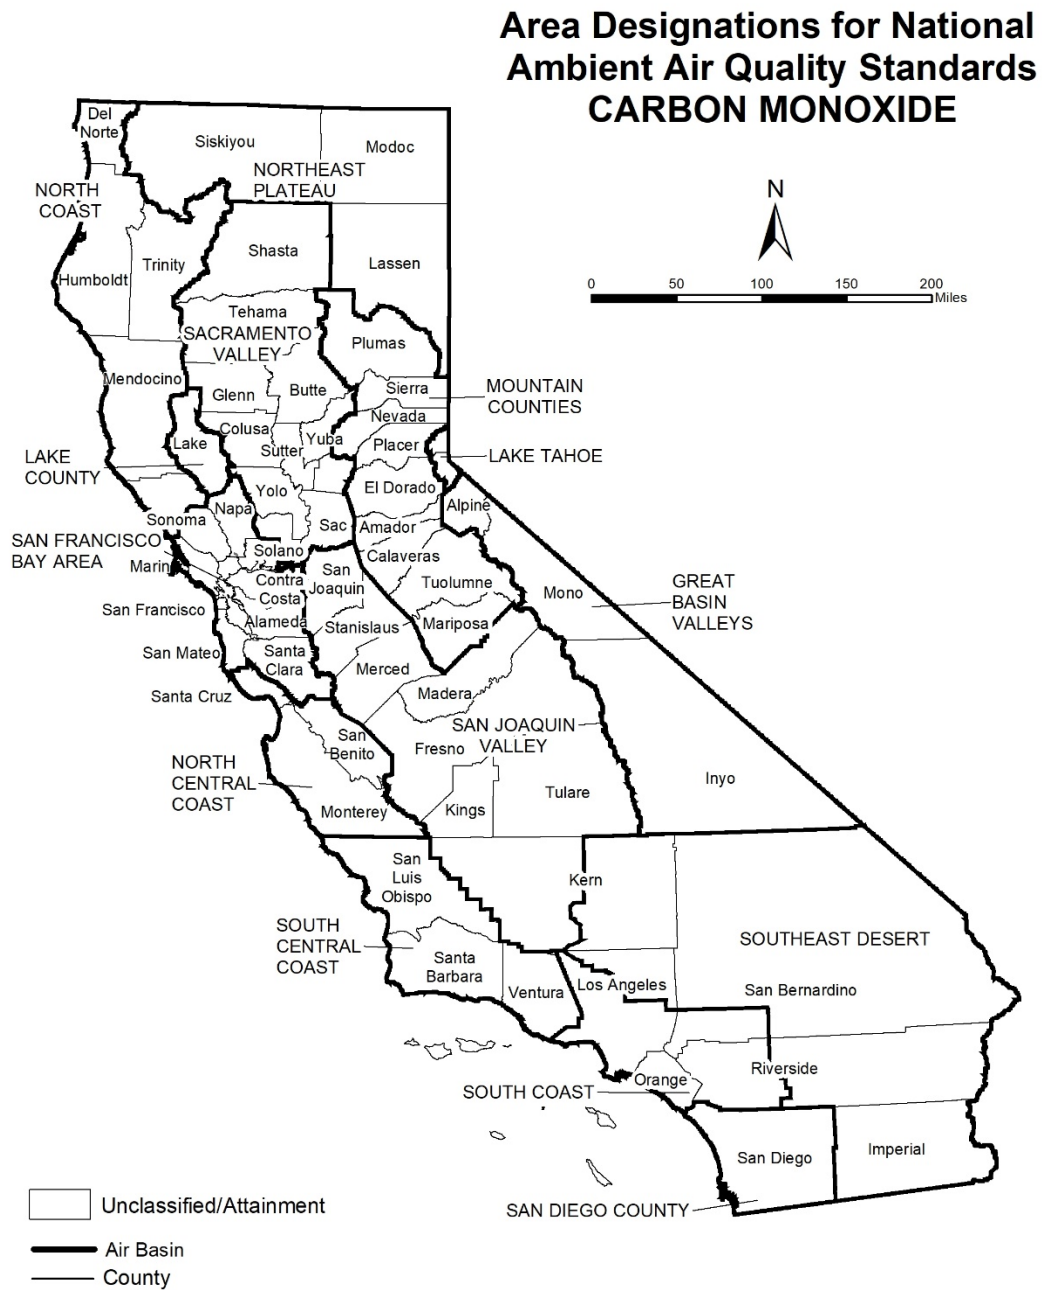 Area Designations for National
Ambient Air Quality Standards
CARBON MONOXIDE
Del
Norte
Siskiyou
Modoc
NORTHEAST
PLATEAU
NORTH
COAST
N
Shasta
Trinity
Lassen
Humboldt
0 50 100 150 200
Miles
Tehama
SACRAMENTO
VALLEY
Plumas
Mendocino
Glenn
Butte
Sierra
MOUNTAIN
COUNTIES
Nevada
Colusa
Yuba
Sutter
Placer
Lake
LAKE
COUNTY
LAKE TAHOE
Yolo
El Dorado
Napa
Alpine
Sonoma
Sac
Amador
SAN FRANCISCO
BAY AREA
Solano
Calaveras
Marin
Contra
Costa
San
Joaquin
Tuolumne
Mono
GREAT
BASIN
VALLEYS
San Francisco
Alameda
Stanislaus
Mariposa
San Mateo
Santa
Clara
Merced
Santa Cruz
Madera
SAN JOAQUIN
VALLEY
San
Benito
Fresno
NORTH
CENTRAL
COAST
Inyo
Tulare
Monterey
Kings
San
Luis
Obispo
Kern
SOUTH
CENTRAL
COAST
SOUTHEAST DESERT
Santa
Barbara
Ventura
Los Angeles
San Bernardino
Riverside
Orange
SOUTH COAST
San Diego
Imperial
SAN DIEGO COUNTY
Unclassified/Attainment
Air Basin
County